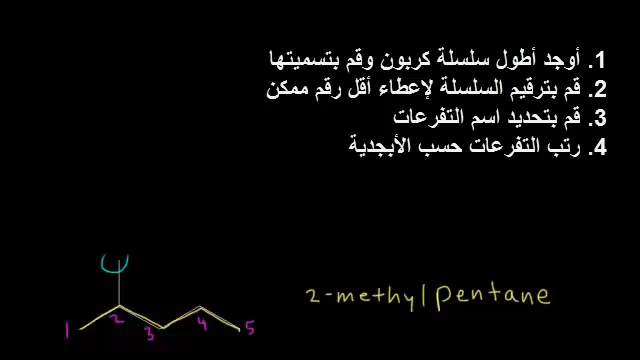 1. أوجد أطول سلسلة كربون وقم بتسميتها
2. قم بترقيم السلسلة لإعطاء أقل رقم ممكن
3. قم بتحديد اسم التفرعات
4. رتب التفرعات حسب الأبجدية
2-methylpentane
1 2 3 4 5